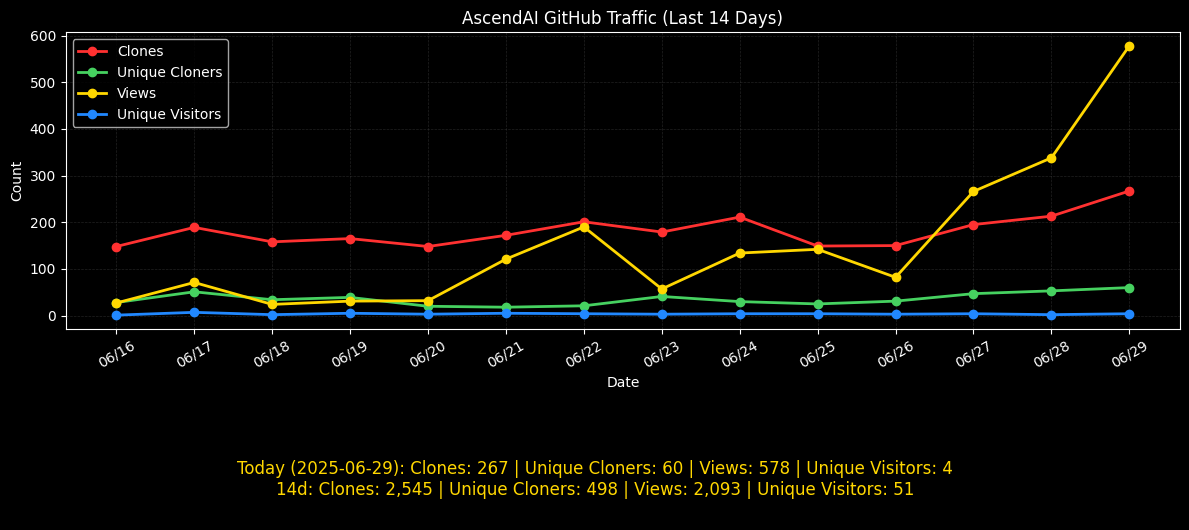 AscendAI GitHub Traffic (Last 14 Days)
600
500
400
300
200
100
0
Count
Clones
Unique Cloners
Views
Unique Visitors
06/16
06/17
06/18
06/19
06/20
06/21
06/22
06/23
06/24
06/25
06/26
06/27
06/28
06/29
Date
Today (2025-06-29): Clones: 267 | Unique Cloners: 60 | Views: 578 | Unique Visitors: 4
14d: Clones: 2,545 | Unique Cloners: 498 | Views: 2,093 | Unique Visitors: 51